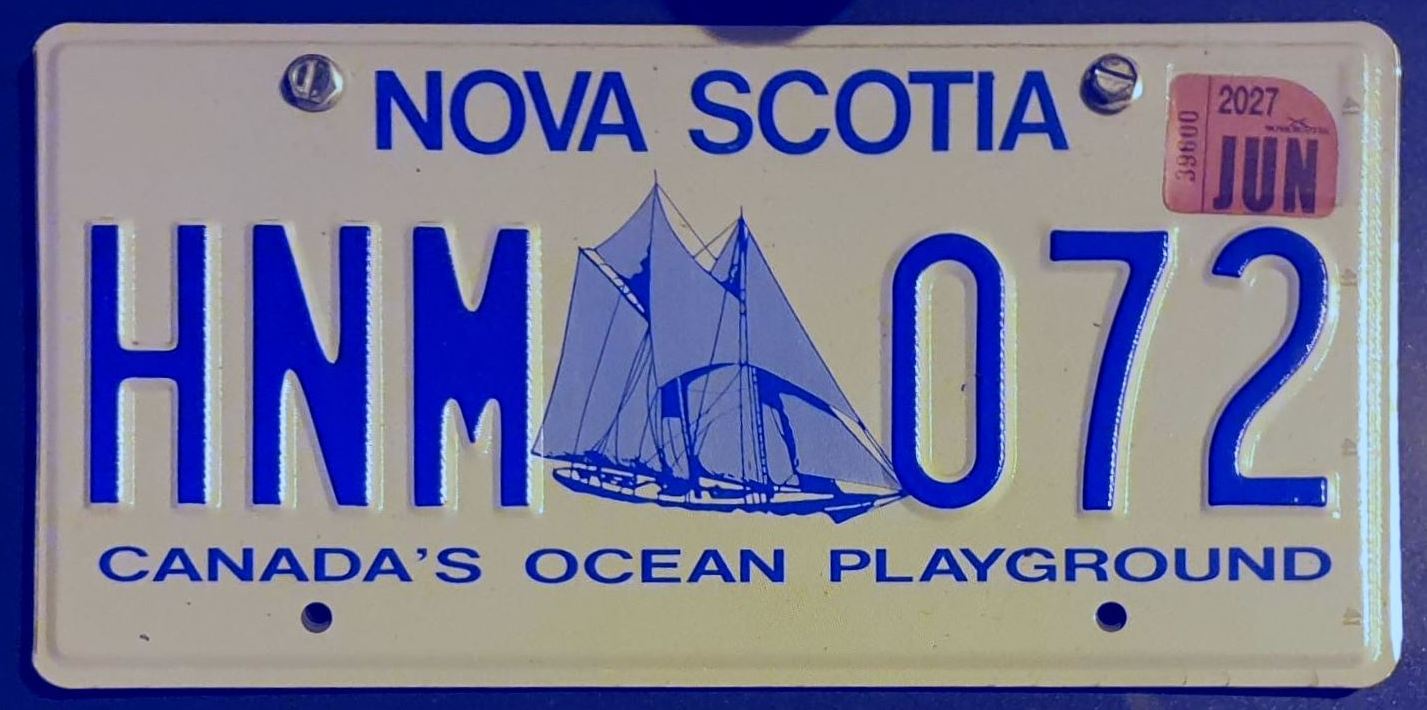 NOVA SCOTIA
2027
39600
JUN
HNM 072
CANADA'S OCEAN PLAYGROUND